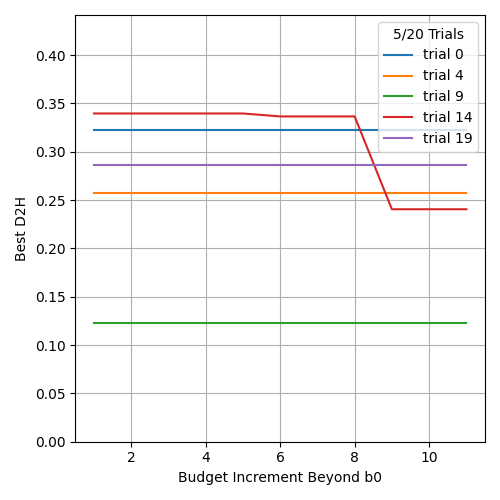 5/20 Trials
trial 0
trial 4
trial 9
trial 14
trial 19
0.40
0.35
0.30
0.25
0.20
0.15
0.10
0.05
0.00
Best D2H
2 4 6 8 10
Budget Increment Beyond b0